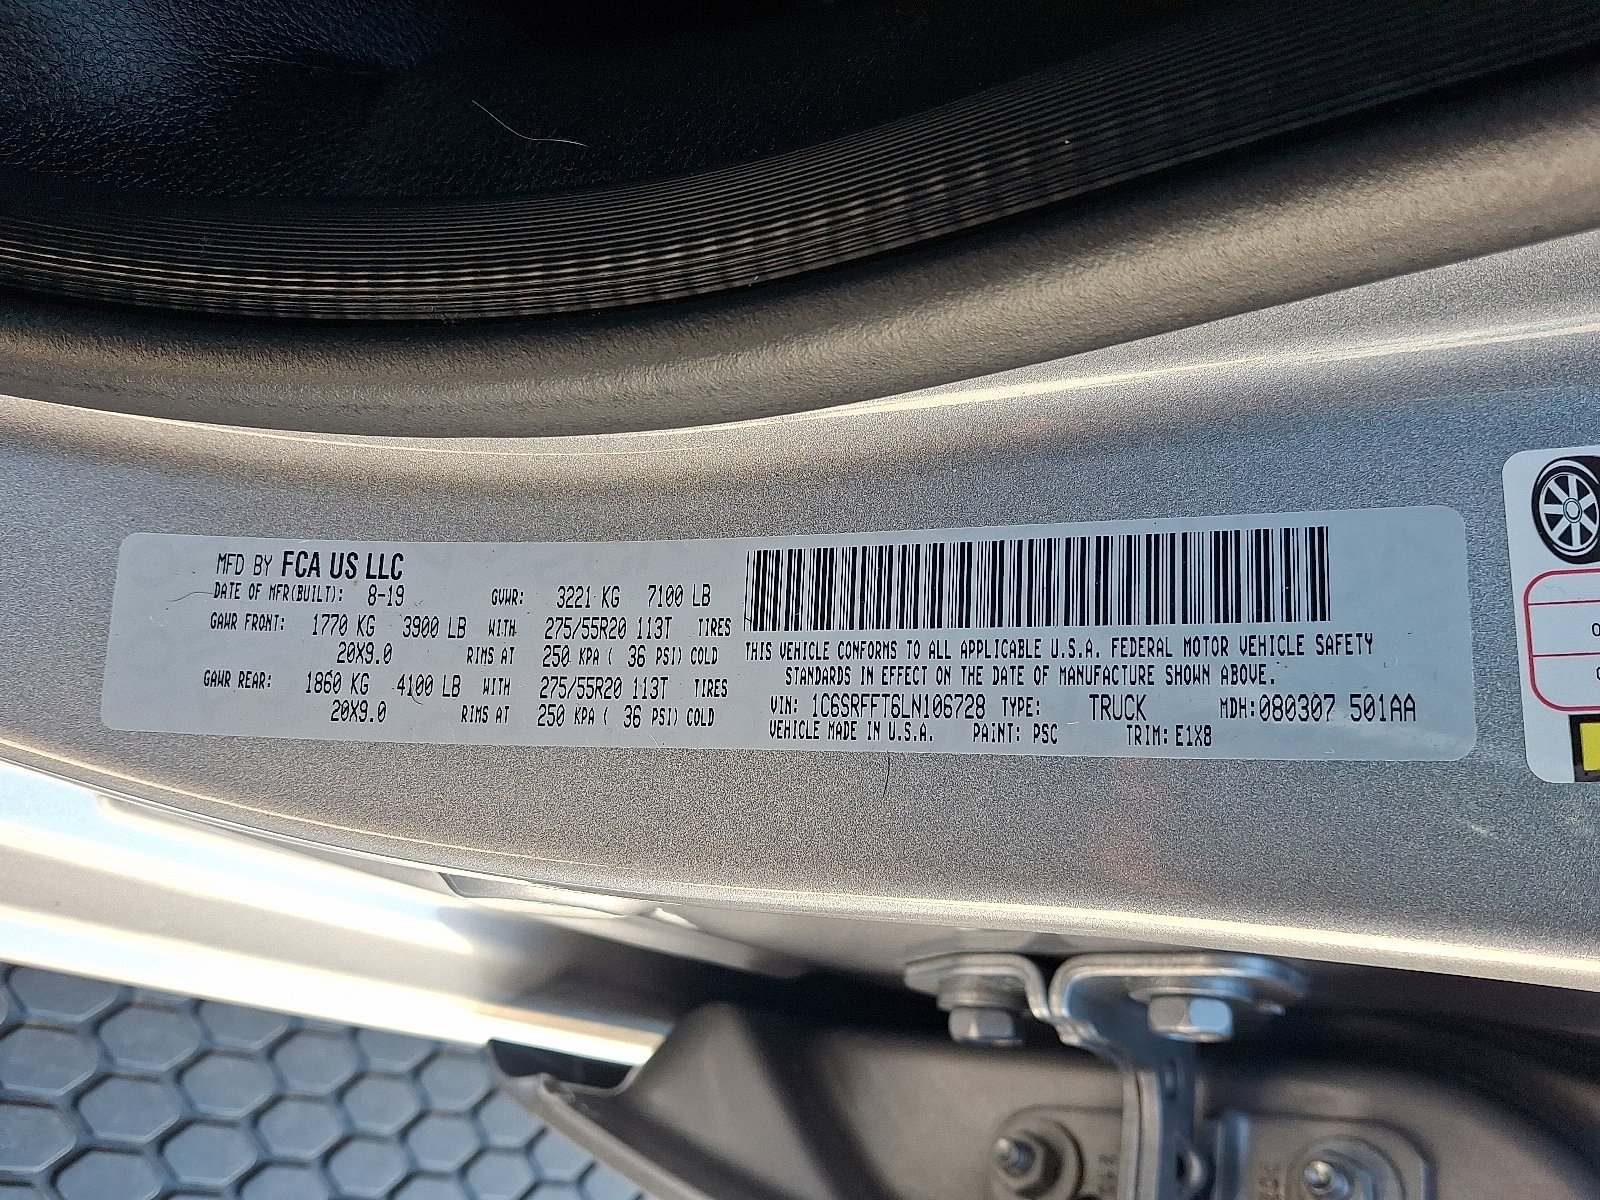 MFD BY FCA US LLC
DATE OF MFR(BUILT): 8-19 GVWR: 3221 KG 7100 LB
GAWR FRONT: 1770 KG 3900 LB WITH 275/55R20 113T TIRES
20X9.0 RIMS AT 250 KPA ( 36 PSI) COLD
GAWR REAR: 1860 KG 4100 LB WITH 275/55R20 113T TIRES
20X9.0 RIMS AT 250 KPA ( 36 PSI) COLD
THIS VEHICLE CONFORMS TO ALL APPLICABLE U.S.A. FEDERAL MOTOR VEHICLE SAFETY
STANDARDS IN EFFECT ON THE DATE OF MANUFACTURE SHOWN ABOVE.
VIN: 1C6SRFFT6LN106728 TYPE: TRUCK MDH: 080307 501AA
VEHICLE MADE IN U.S.A. PAINT: PSC TRIM: E1X8